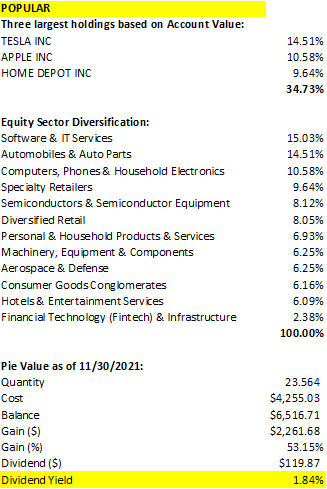 POPULAR
Three largest holdings based on Account Value:
TESLA INC 14.51%
APPLE INC 10.58%
HOME DEPOT INC 9.64%
34.73%
Equity Sector Diversification:
Software & IT Services 15.03%
Automobiles & Auto Parts 14.51%
Computers, Phones & Household Electronics 10.58%
Specialty Retailers 9.64%
Semiconductors & Semiconductor Equipment 8.12%
Diversified Retail 8.05%
Personal & Household Products & Services 6.93%
Machinery, Equipment & Components 6.25%
Aerospace & Defense 6.25%
Consumer Goods Conglomerates 6.16%
Hotels & Entertainment Services 6.09%
Financial Technology (Fintech) & Infrastructure 2.38%
100.00%
Pie Value as of 11/30/2021:
Quantity 23.564
Cost $4,255.03
Balance $6,516.71
Gain ($) $2,261.68
Gain (%) 53.15%
Dividend ($) $119.87
Dividend Yield 1.84%